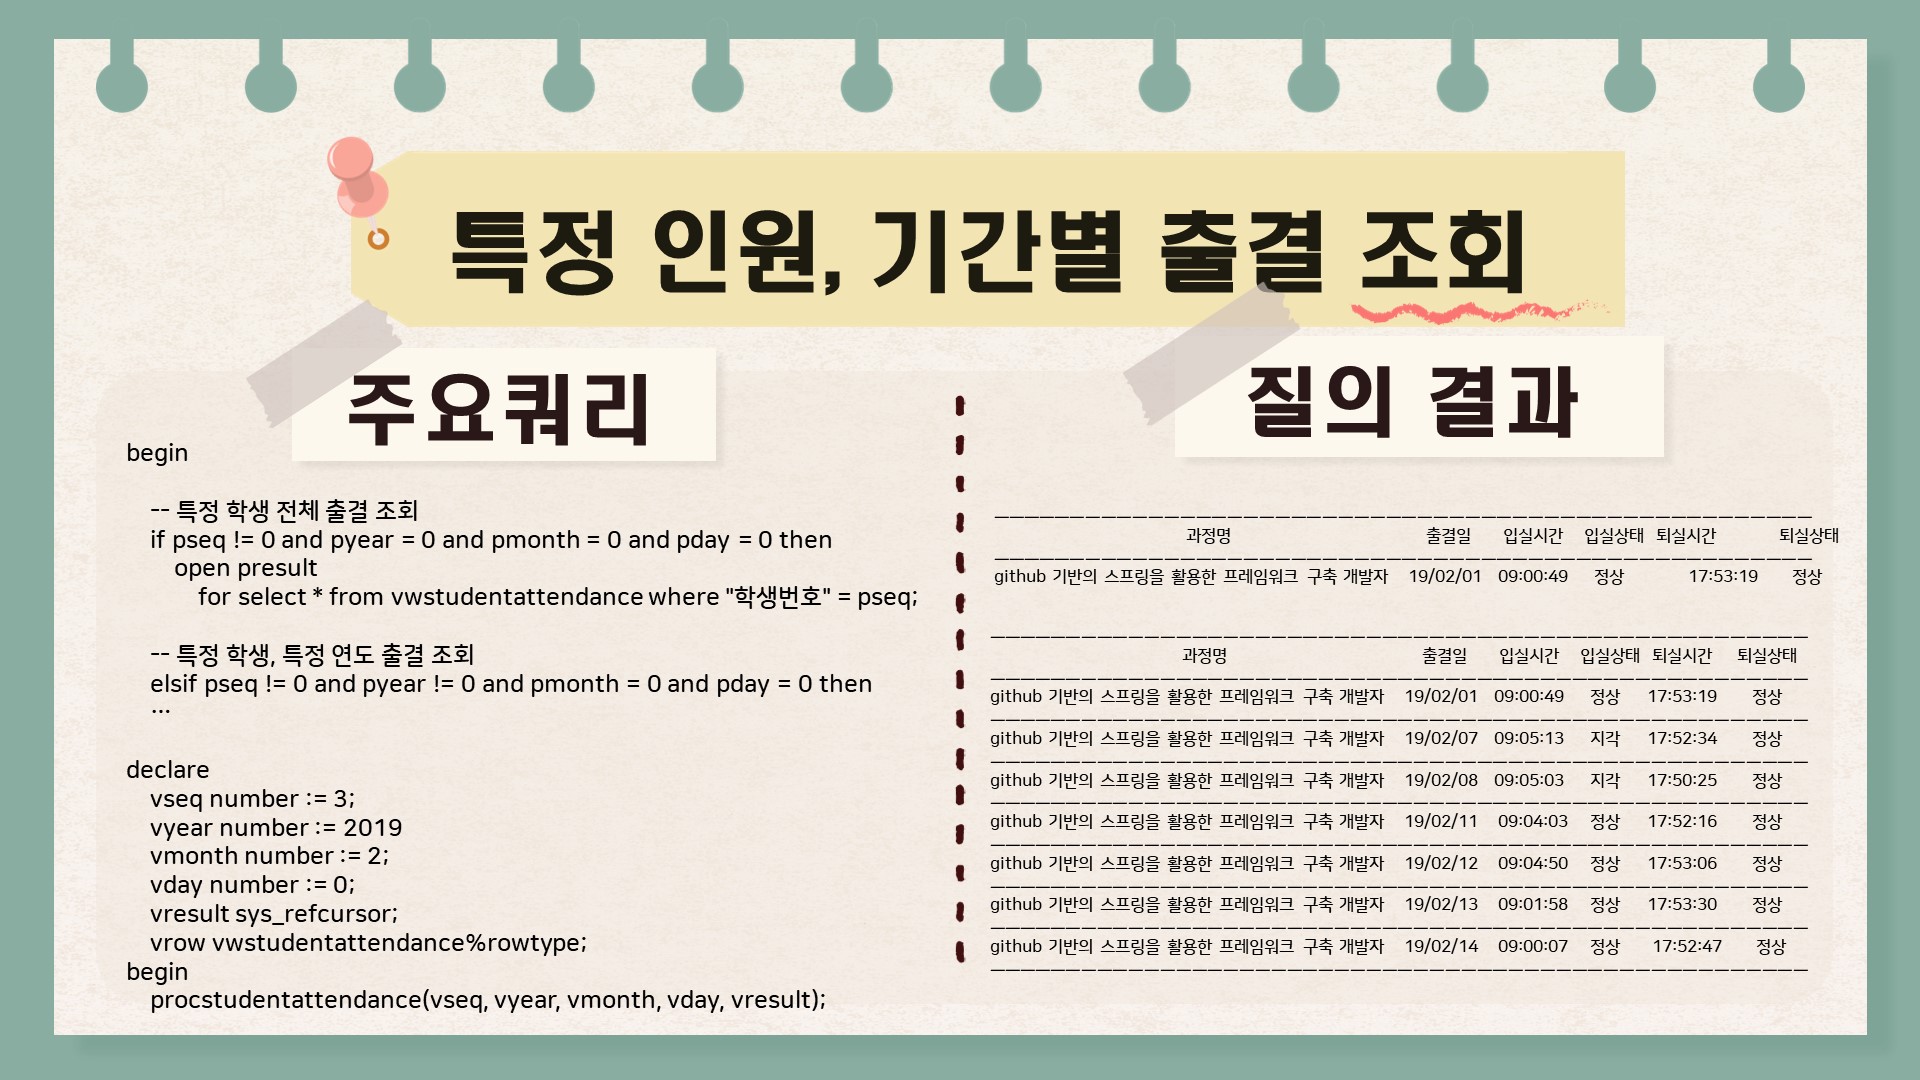 특정 인원, 기간별 출결 조회
주요쿼리
begin
-- 특정 학생 전체 출결 조회
if pseq != 0 and pyear = 0 and pmonth = 0 and pday = 0 then
open presult
for select * from vwstudentattendance where "학생번호" = pseq;
-- 특정 학생, 특정 연도 출결 조회
elsif pseq != 0 and pyear != 0 and pmonth = 0 and pday = 0 then
...
declare
vseq number := 3;
vyear number := 2019
vmonth number := 2;
vday number := 0;
vresult sys_refcursor;
vrow vwstudentattendance%rowtype;
begin
procstudentattendance(vseq, vyear, vmonth, vday, vresult);
질의 결과
과정명 출결일 입실시간 입실상태 퇴실시간 퇴실상태
github 기반의 스프링을 활용한 프레임워크 구축 개발자 19/02/01 09:00:49 정상 17:53:19 정상
과정명 출결일 입실시간 입실상태 퇴실시간 퇴실상태
github 기반의 스프링을 활용한 프레임워크 구축 개발자 19/02/01 09:00:49 정상 17:53:19 정상
github 기반의 스프링을 활용한 프레임워크 구축 개발자 19/02/07 09:05:13 지각 17:52:34 정상
github 기반의 스프링을 활용한 프레임워크 구축 개발자 19/02/08 09:05:03 지각 17:50:25 정상
github 기반의 스프링을 활용한 프레임워크 구축 개발자 19/02/11 09:04:03 정상 17:52:16 정상
github 기반의 스프링을 활용한 프레임워크 구축 개발자 19/02/12 09:04:50 정상 17:53:06 정상
github 기반의 스프링을 활용한 프레임워크 구축 개발자 19/02/13 09:01:58 정상 17:53:30 정상
github 기반의 스프링을 활용한 프레임워크 구축 개발자 19/02/14 09:00:07 정상 17:52:47 정상